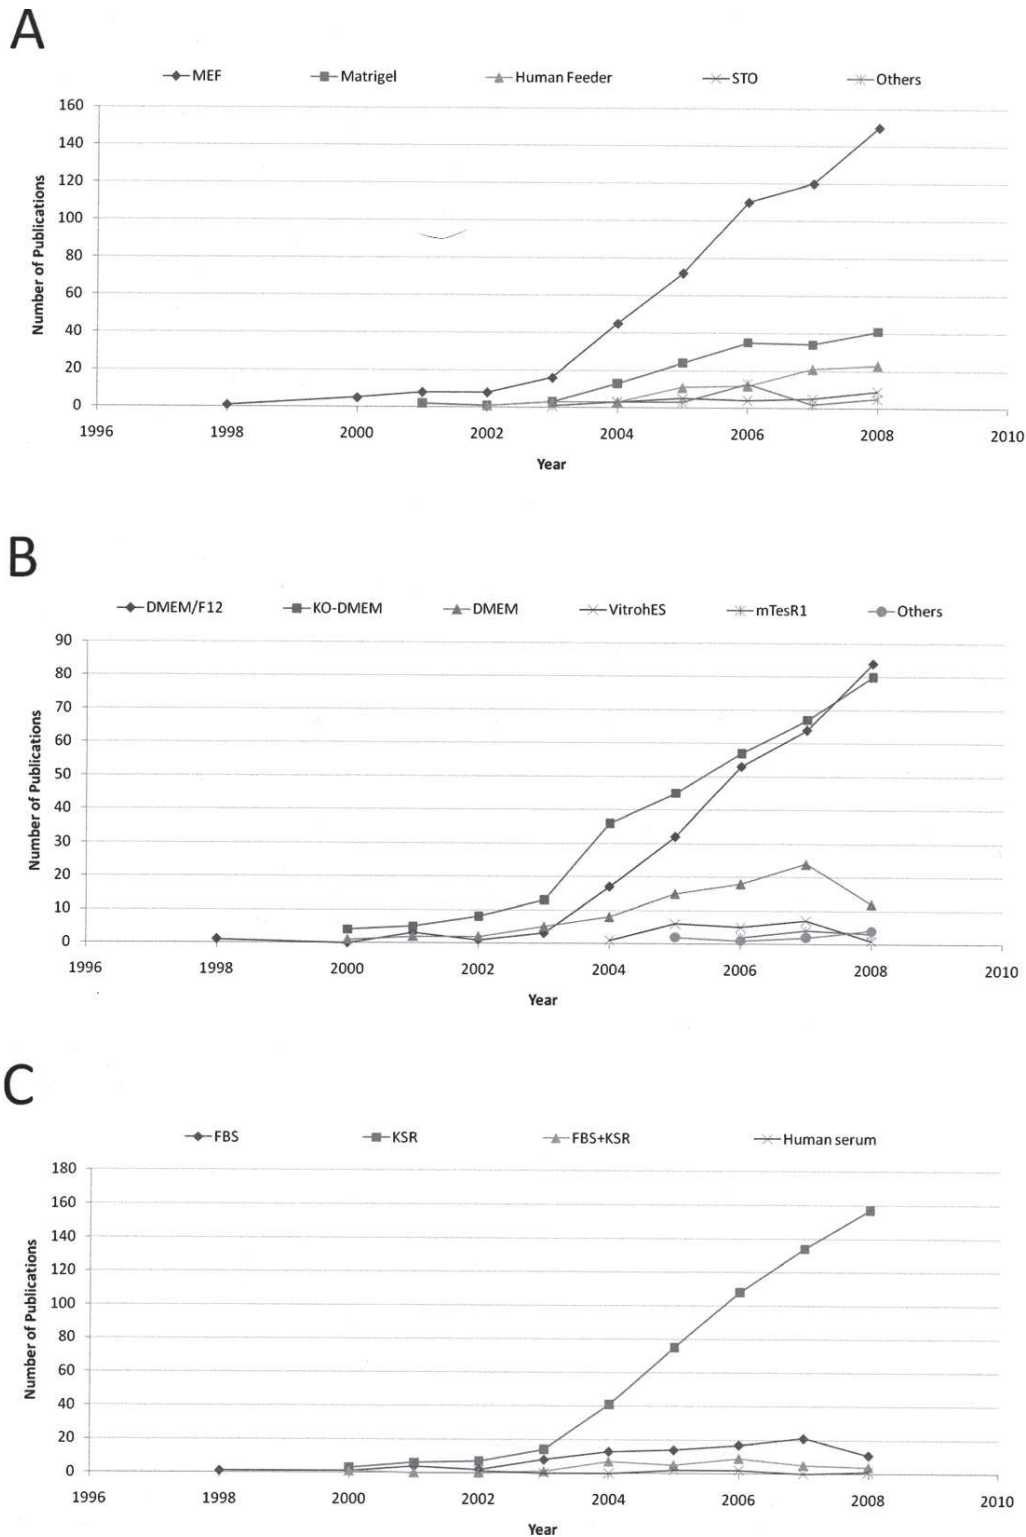 A
MEF Matrigel Human Feeder STO Others
160
140
120
100
80
60
40
20
0
Number of Publications
1996 1998 2000 2002 2004 2006 2008 2010
Year
B
DMEM/F12 KO-DMEM DMEM VitrohES mTesR1 Others
90
80
70
60
50
40
30
20
10
0
Number of Publications
1996 1998 2000 2002 2004 2006 2008 2010
Year
C
FBS KSR FBS+KSR Human serum
180
160
140
120
100
80
60
40
20
0
Number of Publications
1996 1998 2000 2002 2004 2006 2008 2010
Year